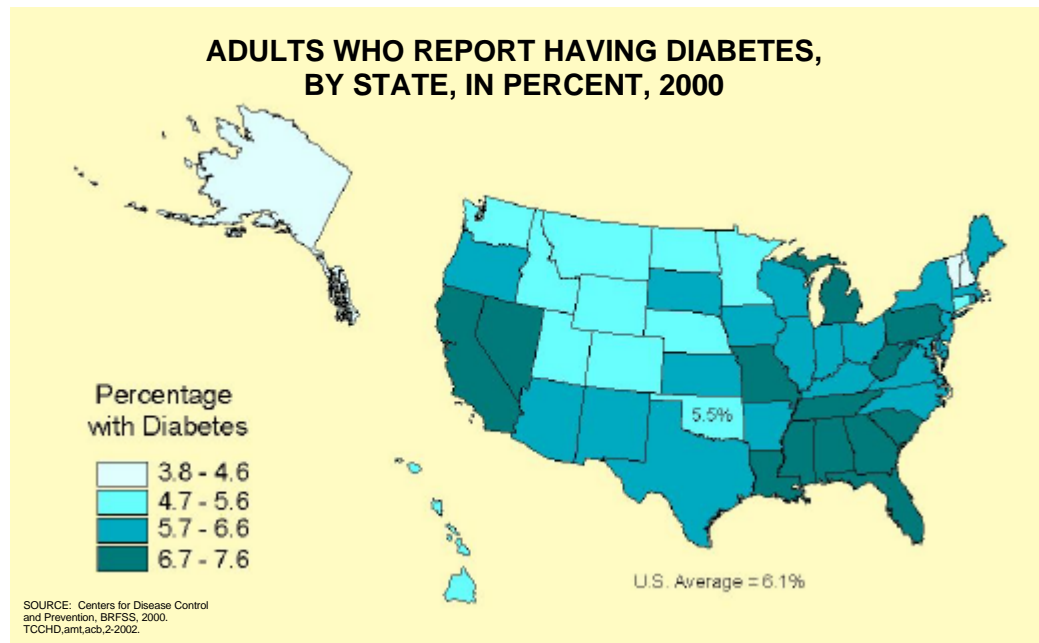 ADULTS WHO REPORT HAVING DIABETES,
BY STATE, IN PERCENT, 2000
5.5%
Percentage
with Diabetes
3.8 - 4.6
4.7 - 5.6
5.7 - 6.6
6.7 - 7.6
U.S. Average = 6.1%
SOURCE: Centers for Disease Control
and Prevention, BRFSS, 2000.
TCCHD,amt,acb,2-2002.